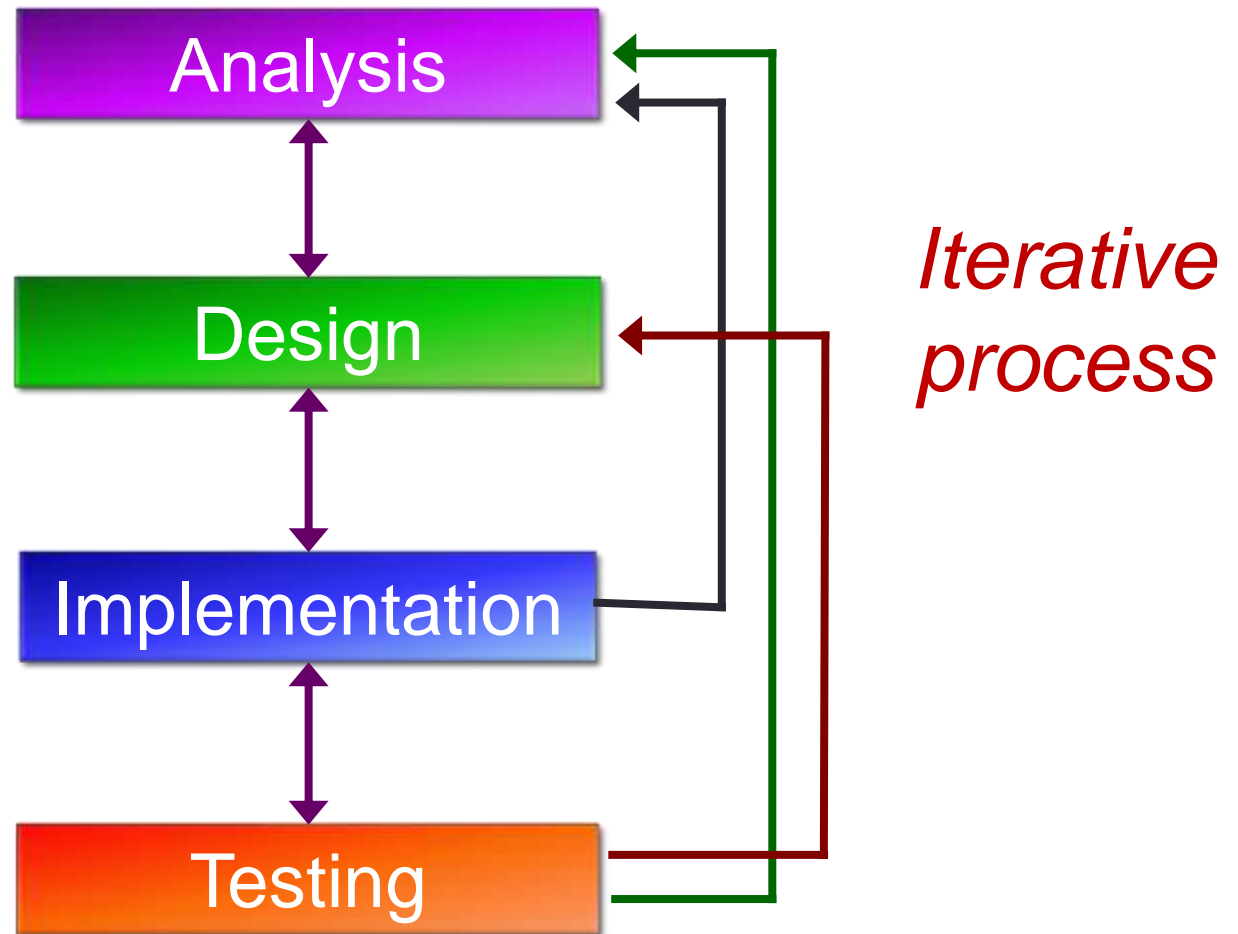 Analysis
Iterative
process
Design
Implementation
Testing